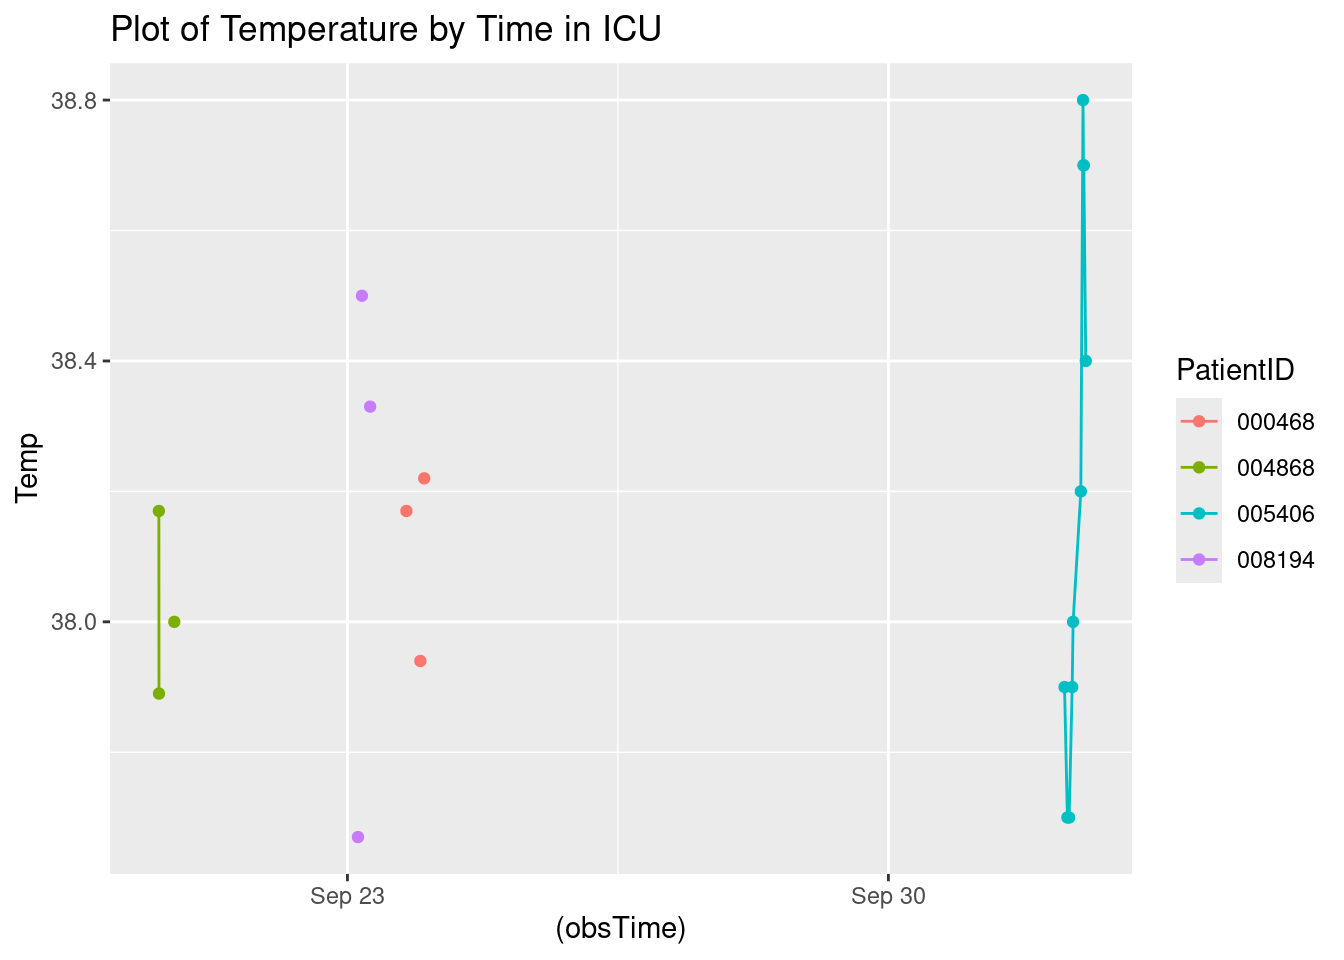 Plot of Temperature by Time in ICU
38.8
38.4
38.0
Temp
Sep 23
Sep 30
(obsTime)
PatientID
000468
004868
005406
008194